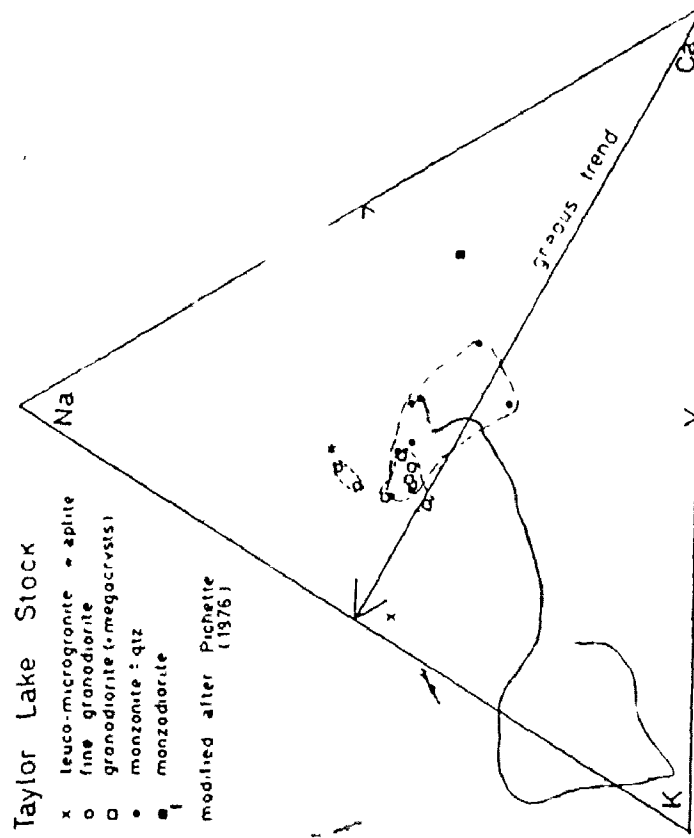 Taylor Lake Stock
x leuco-microgranite * aplite
o fine granodiorite
□ granodiorite (+megacrysts)
• monzonite ± qtz
■ monzodiorite
modified after Pichette
(1976)
Na
K
Ca
trend